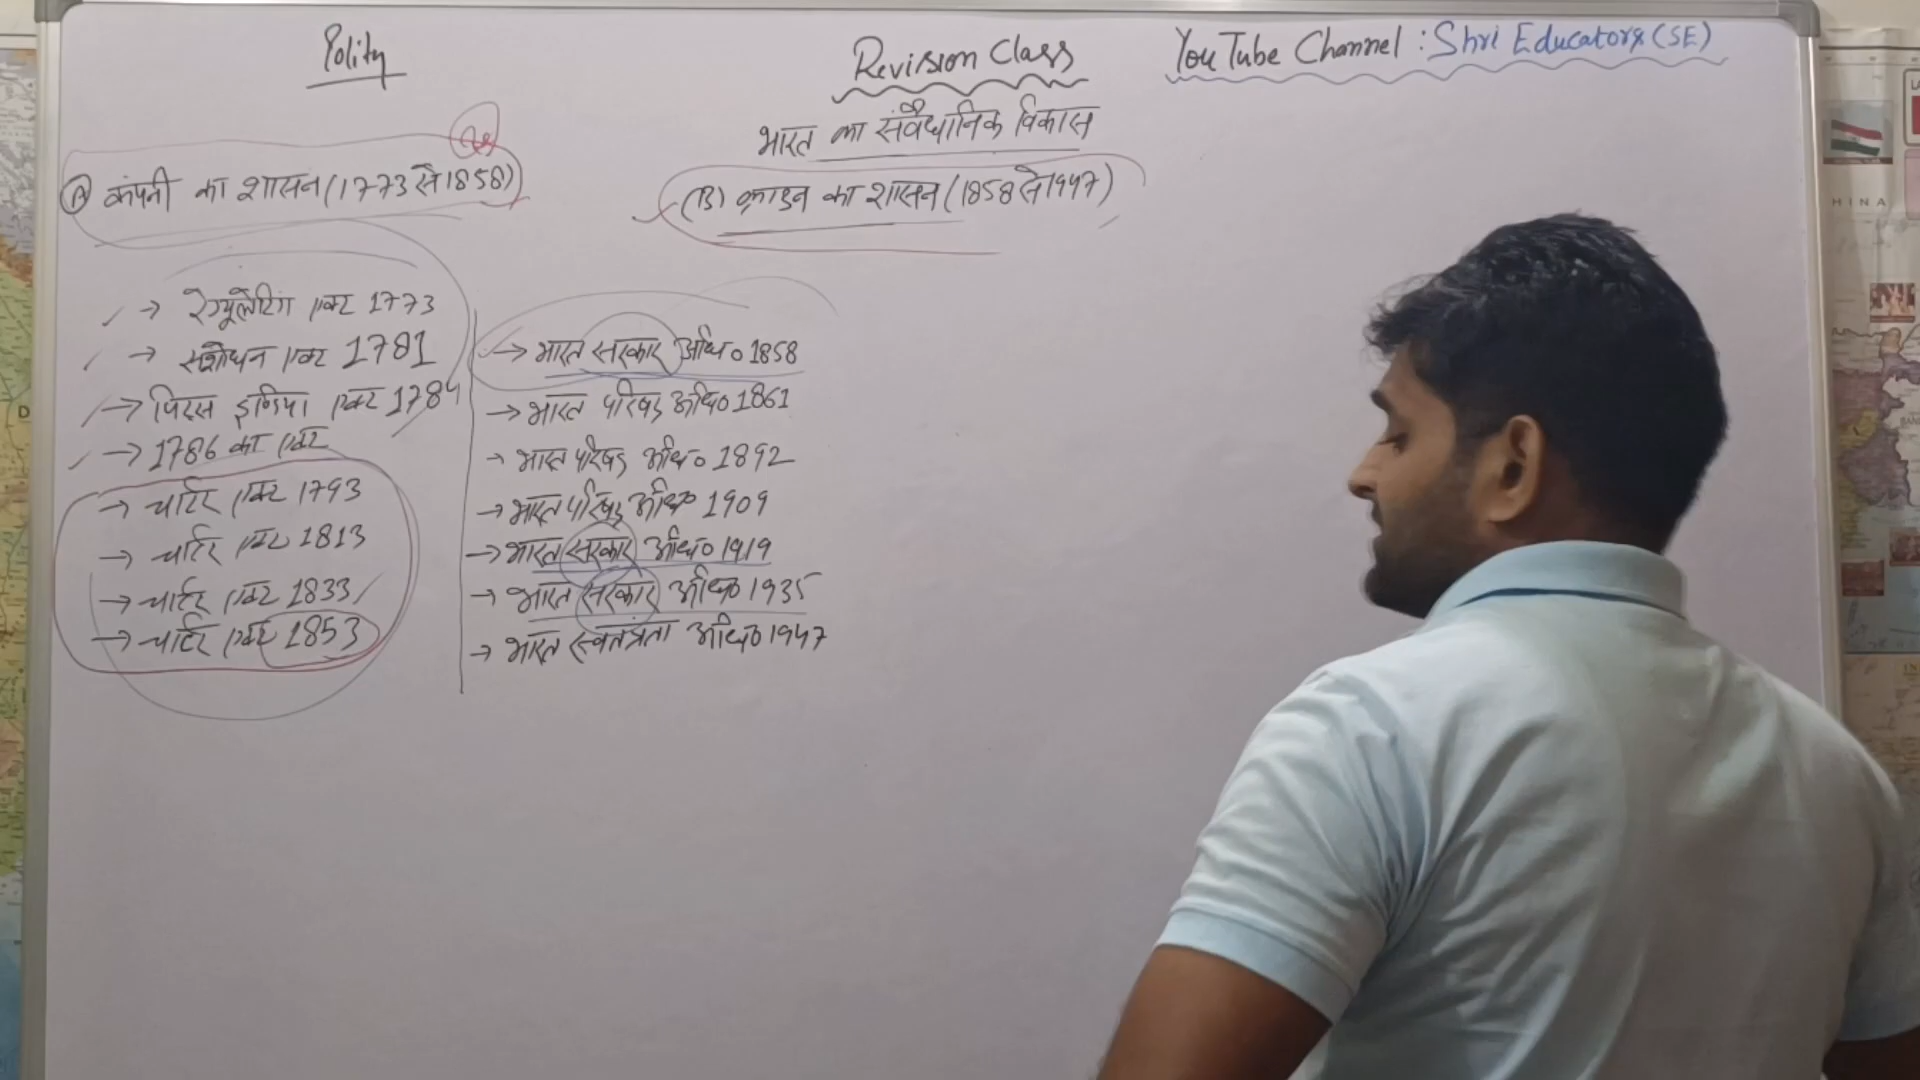 Polity
Revision Class
YouTube Channel : Shri Educators (SE)
भारत का संवैधानिक विकास
(A) कंपनी का शासन (1773 से 1858)
(B) क्राउन का शासन (1858 से 1947)
→ रेग्यूलेटिंग एक्ट 1773
→ संशोधन एक्ट 1781
→ पिट्स इण्डिया एक्ट 1784
→ 1786 का एक्ट
→ चार्टर एक्ट 1793
→ चार्टर एक्ट 1813
→ चार्टर एक्ट 1833
→ चार्टर एक्ट 1853
→ भारत सरकार अधि० 1858
→ भारत परिषद् अधि० 1861
→ भारत परिषद् अधि० 1892
→ भारत परिषद् अधि० 1909
→ भारत सरकार अधि० 1919
→ भारत सरकार अधि० 1935
→ भारत स्वतंत्रता अधि० 1947
HINA